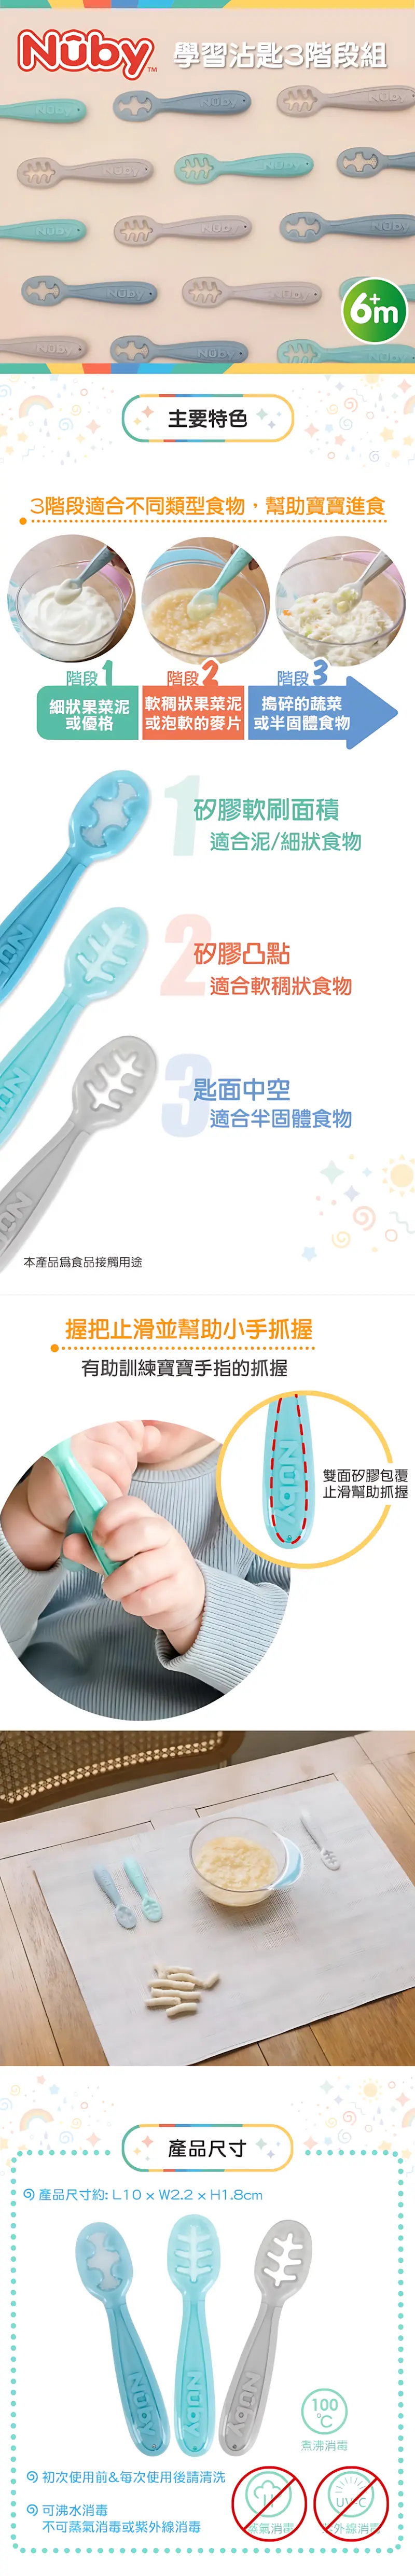 Nûby™
學習沾匙3階段組
6m+
主要特色
3階段適合不同類型食物，幫助寶寶進食
階段1
細狀果菜泥
或優格
階段2
軟稠狀果菜泥
或泡軟的麥片
階段3
搗碎的蔬菜
或半固體食物
1
矽膠軟刷面積
適合泥/細狀食物
2
矽膠凸點
適合軟稠狀食物
3
匙面中空
適合半固體食物
本產品爲食品接觸用途
握把止滑並幫助小手抓握
有助訓練寶寶手指的抓握
NUBY
雙面矽膠包覆
止滑幫助抓握
產品尺寸
產品尺寸約: L10 x W2.2 x H1.8cm
NUBY
NUBY
NUBY
100
℃
煮沸消毒
初次使用前&每次使用後請清洗
可沸水消毒
不可蒸氣消毒或紫外線消毒
蒸氣消毒
UV-C
紫外線消毒